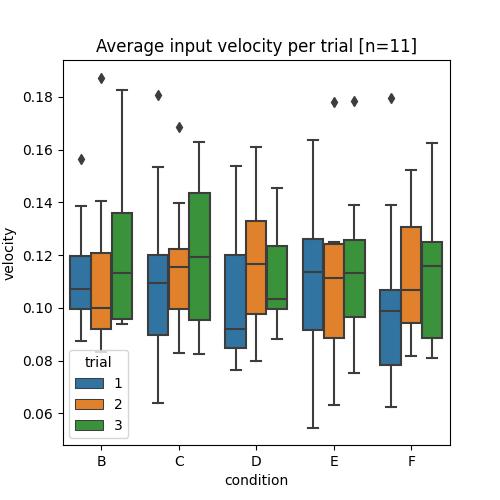 Average input velocity per trial [n=11]
velocity
0.18
0.16
0.14
0.12
0.10
0.08
0.06
trial
1
2
3
B C D E F
condition